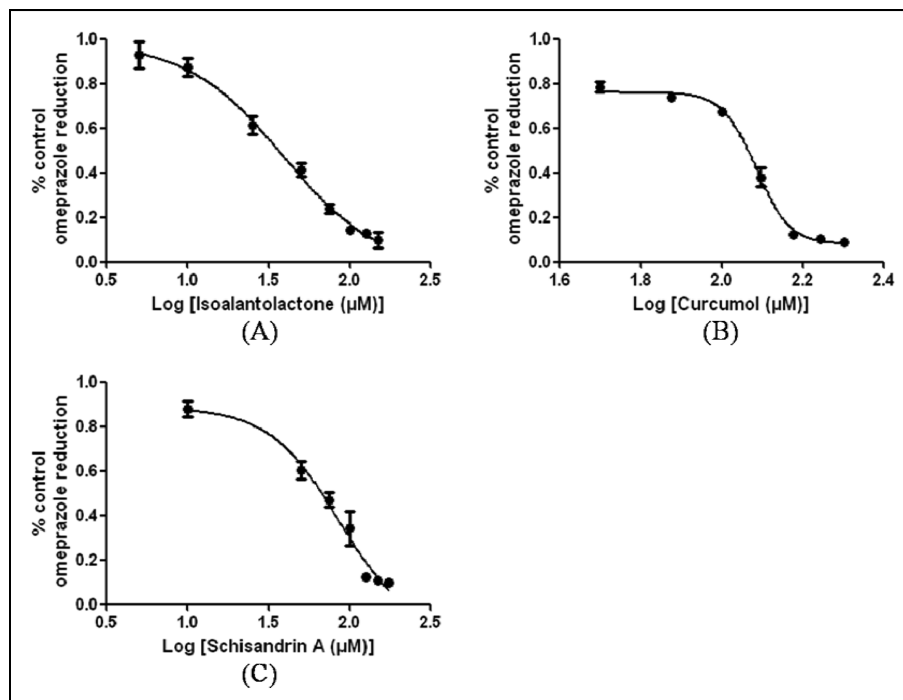 % control
omeprazole reduction
1.0
0.8
0.6
0.4
0.2
0.0
0.5 1.0 1.5 2.0 2.5
Log [Isoalantolactone (µM)]
(A)
% control
omeprazole reduction
1.0
0.8
0.6
0.4
0.2
0.0
1.6 1.8 2.0 2.2 2.4
Log [Curcumol (µM)]
(B)
% control
omeprazole reduction
1.0
0.8
0.6
0.4
0.2
0.0
0.5 1.0 1.5 2.0 2.5
Log [Schisandrin A (µM)]
(C)